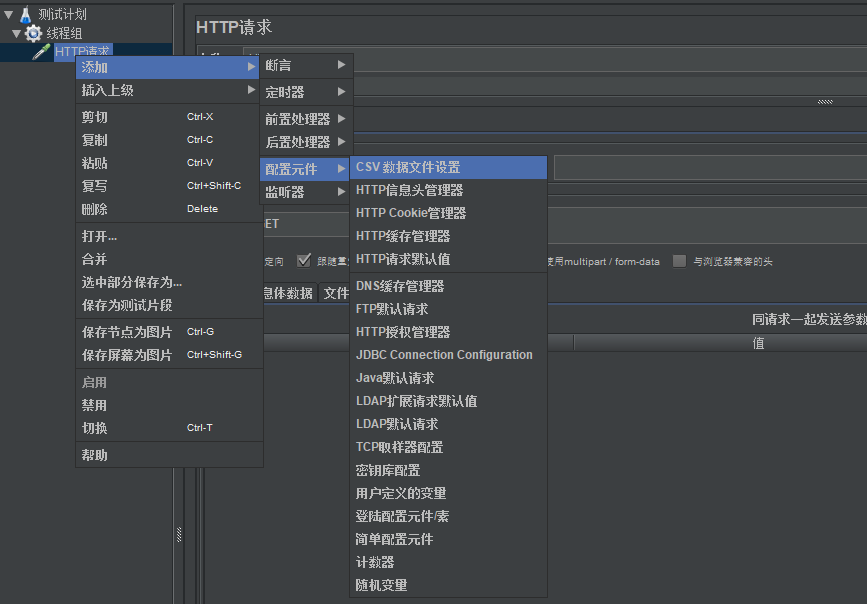 测试计划
线程组
HTTP请求
添加
插入上级
剪切 Ctrl-X
复制 Ctrl-C
粘贴 Ctrl-V
复写 Ctrl+Shift-C
删除 Delete
打开...
合并
选中部分保存为...
保存为测试片段
保存节点为图片 Ctrl-G
保存屏幕为图片 Ctrl+Shift-G
启用
禁用
切换 Ctrl-T
帮助
断言
定时器
前置处理器
后置处理器
配置元件
监听器
CSV 数据文件设置
HTTP信息头管理器
HTTP Cookie管理器
HTTP缓存管理器
HTTP请求默认值
DNS缓存管理器
FTP默认请求
HTTP授权管理器
JDBC Connection Configuration
Java默认请求
LDAP扩展请求默认值
LDAP默认请求
TCP取样器配置
密钥库配置
用户定义的变量
登陆配置元件/素
简单配置元件
计数器
随机变量
HTTP请求
ET
定向 跟随重 使用multipart / form-data 与浏览器兼容的头
息体数据 文件
同请求一起发送参数
值